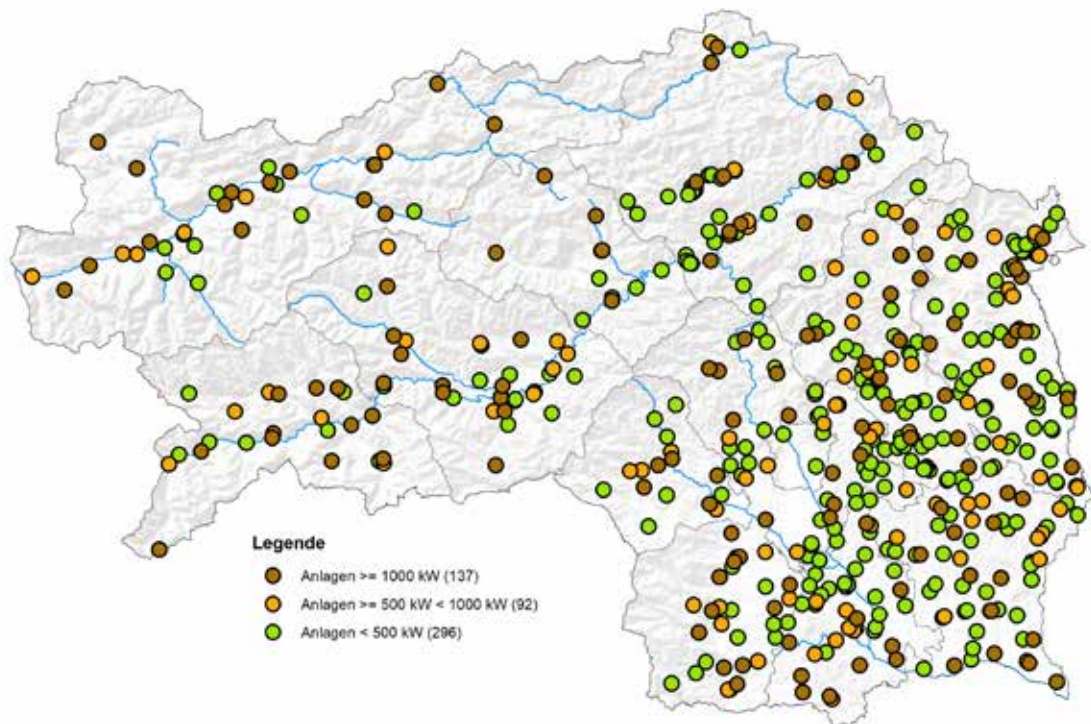 Legende
Anlagen >= 1000 kW (137)
Anlagen >= 500 kW < 1000 kW (92)
Anlagen < 500 kW (296)